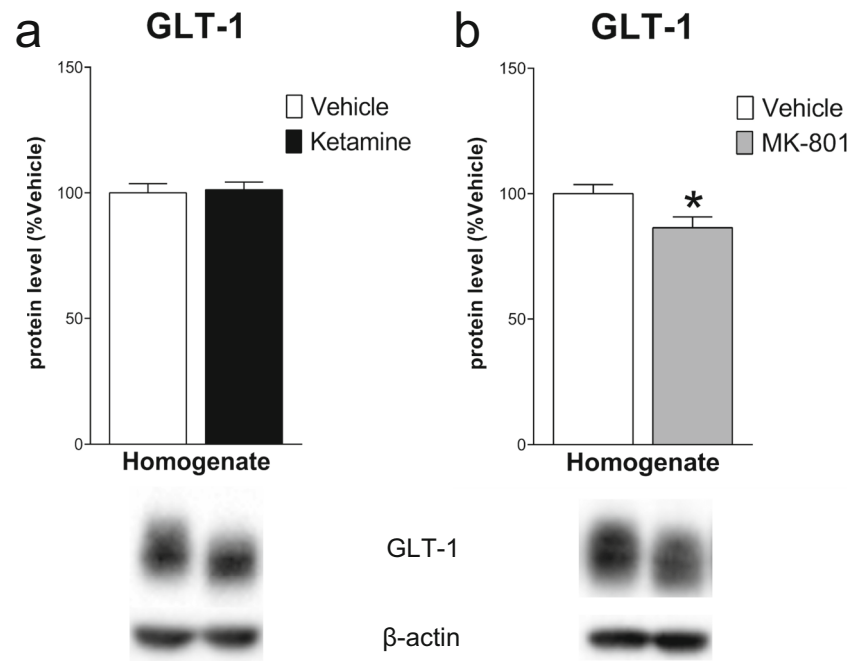 a
GLT-1
150
100
50
0
protein level (%Vehicle)
Vehicle
Ketamine
Homogenate
b
GLT-1
150
100
50
0
protein level (%Vehicle)
Vehicle
MK-801
*
Homogenate
GLT-1
β-actin